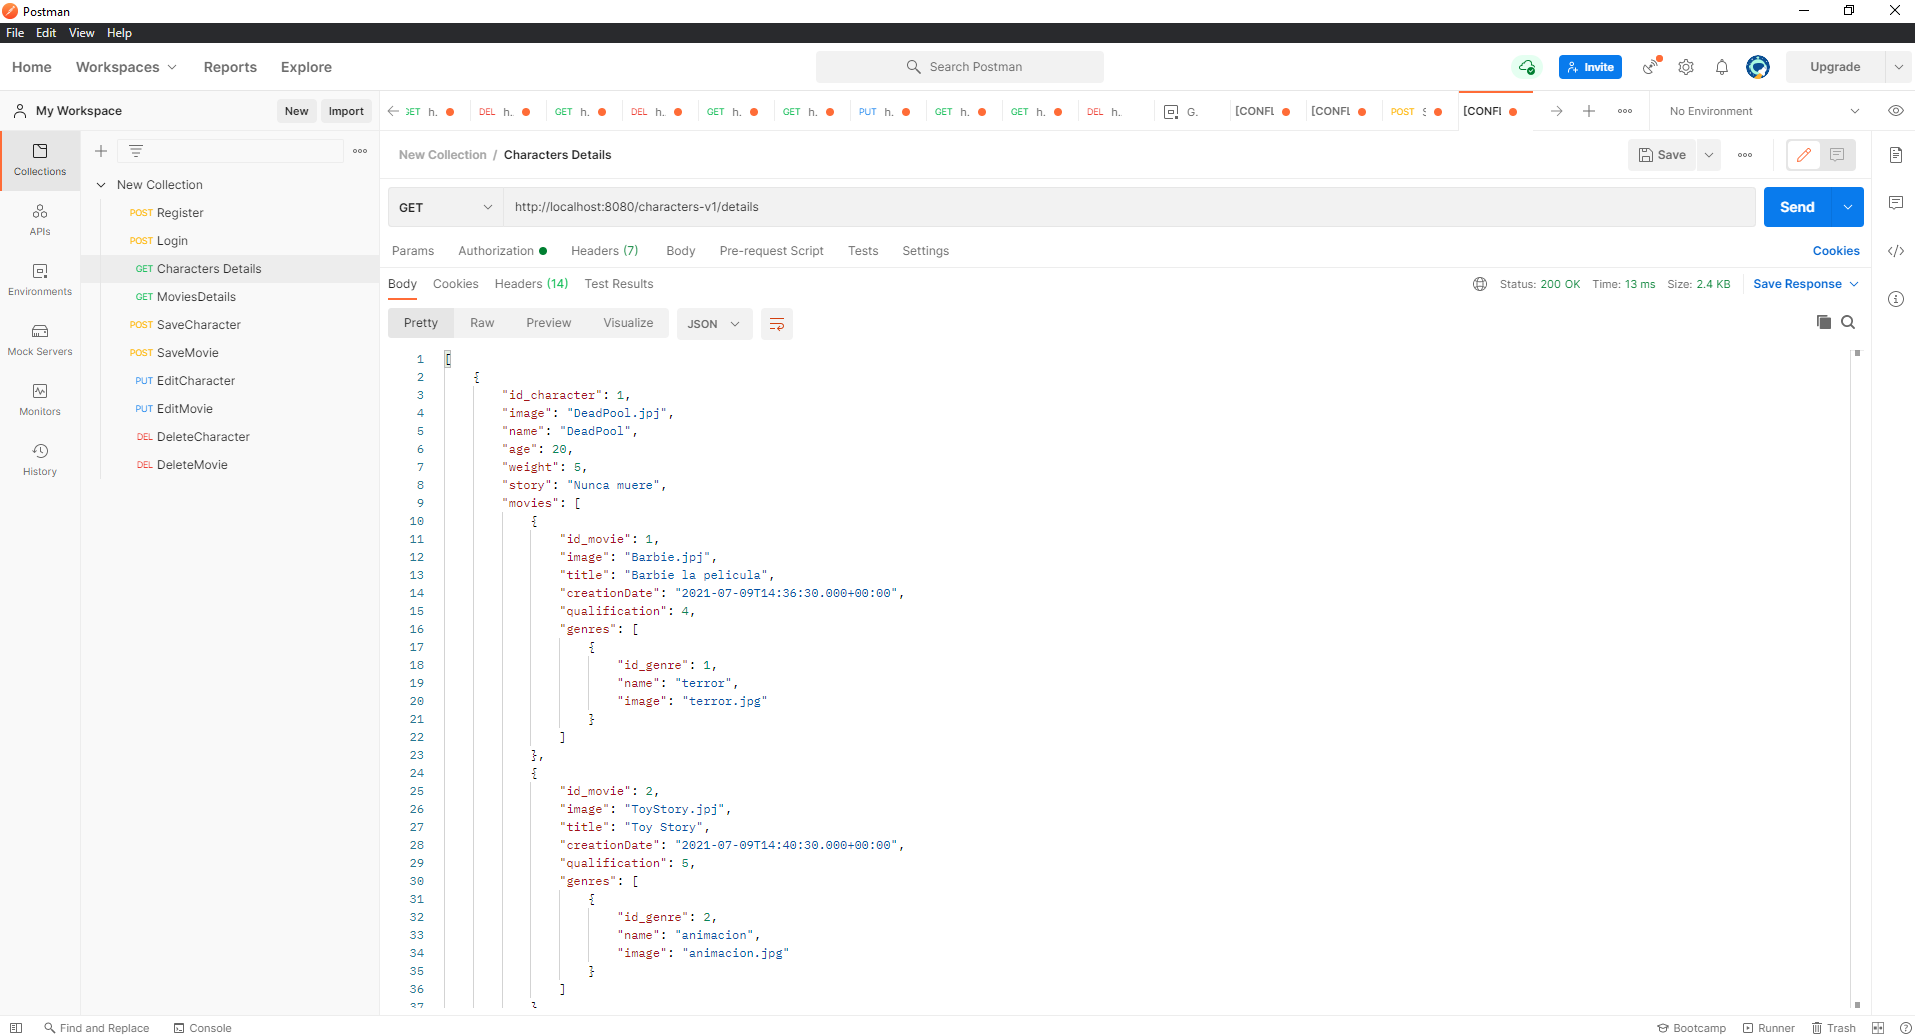 Postman
File Edit View Help
Home Workspaces Reports Explore Search Postman Invite Upgrade
My Workspace New Import GET h. DEL h. GET h. DEL h. GET h. GET h. PUT h. GET h. GET h. DEL h. G. [CONFL [CONFL POST S [CONFL No Environment
New Collection / Characters Details Save
Collections
APIs
Environments
Mock Servers
Monitors
History
New Collection
POST Register
POST Login
GET Characters Details
GET MoviesDetails
POST SaveCharacter
POST SaveMovie
PUT EditCharacter
PUT EditMovie
DEL DeleteCharacter
DEL DeleteMovie
GET http://localhost:8080/characters-v1/details Send
Params Authorization Headers (7) Body Pre-request Script Tests Settings Cookies
Body Cookies Headers (14) Test Results Status: 200 OK Time: 13 ms Size: 2.4 KB Save Response
Pretty Raw Preview Visualize JSON
1 [
2 {
3 "id_character": 1,
4 "image": "DeadPool.jpj",
5 "name": "DeadPool",
6 "age": 20,
7 "weight": 5,
8 "story": "Nunca muere",
9 "movies": [
10 {
11 "id_movie": 1,
12 "image": "Barbie.jpj",
13 "title": "Barbie la pelicula",
14 "creationDate": "2021-07-09T14:36:30.000+00:00",
15 "qualification": 4,
16 "genres": [
17 {
18 "id_genre": 1,
19 "name": "terror",
20 "image": "terror.jpg"
21 }
22 ]
23 },
24 {
25 "id_movie": 2,
26 "image": "ToyStory.jpj",
27 "title": "Toy Story",
28 "creationDate": "2021-07-09T14:40:30.000+00:00",
29 "qualification": 5,
30 "genres": [
31 {
32 "id_genre": 2,
33 "name": "animacion",
34 "image": "animacion.jpg"
35 }
36 ]
37 }
Find and Replace Console Bootcamp Runner Trash